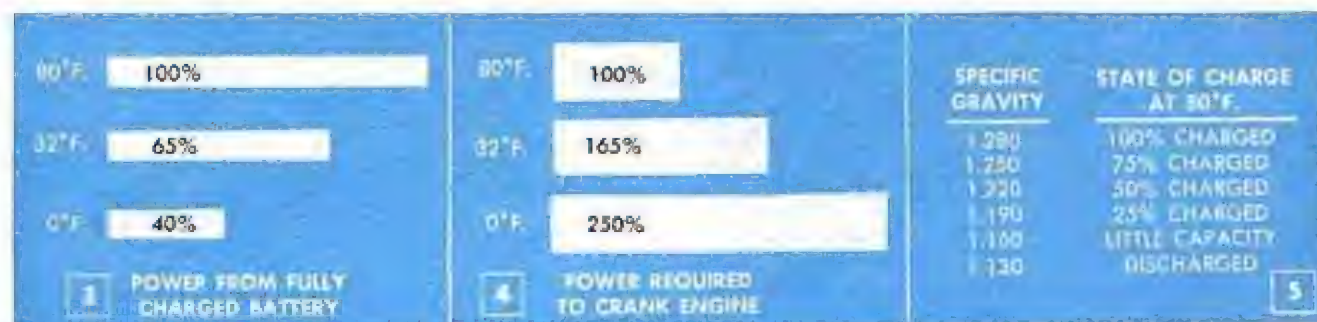 80°F. 100%
32°F. 65%
0°F. 40%
3 POWER FROM FULLY
CHARGED BATTERY
80°F. 100%
32°F. 165%
0°F. 250%
4 POWER REQUIRED
TO CRANK ENGINE
SPECIFIC GRAVITY STATE OF CHARGE
AT 80°F.
1.280 100% CHARGED
1.250 75% CHARGED
1.220 50% CHARGED
1.190 25% CHARGED
1.160 LITTLE CAPACITY
1.130 DISCHARGED
5